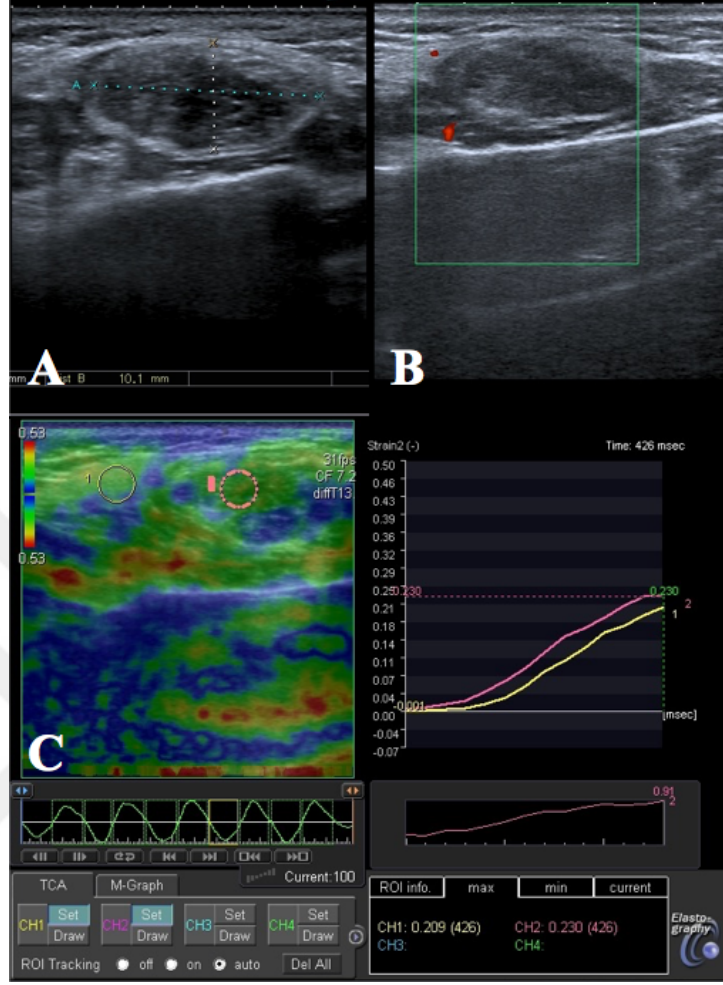 A
mm
ist B
10.1 mm
A
B
0.53
1
31fps
CF 7.2
diffT13
0.53
C
Strain2 (-)
Time: 426 msec
0.50
0.46
0.43
0.39
0.36
0.32
0.28
0.25
0.230
0.230
2
0.21
1
0.18
0.14
0.11
0.07
0.04
-0.001
0.00
[msec]
-0.04
-0.07
0.91
2
Current:100
TCA
M-Graph
CH1 Set Draw
CH2 Set Draw
CH3 Set Draw
CH4 Set Draw
ROI Tracking off on auto Del All
ROI info. max min current
CH1: 0.209 (426) CH2: 0.230 (426)
CH3: CH4:
Elasto-
graphy